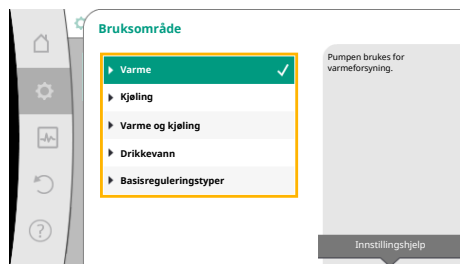 Bruksområde
Varme
Kjøling
Varme og kjøling
Drikkevann
Basisreguleringstyper
Pumpen brukes for
varmeforsyning.
Innstillingshjelp